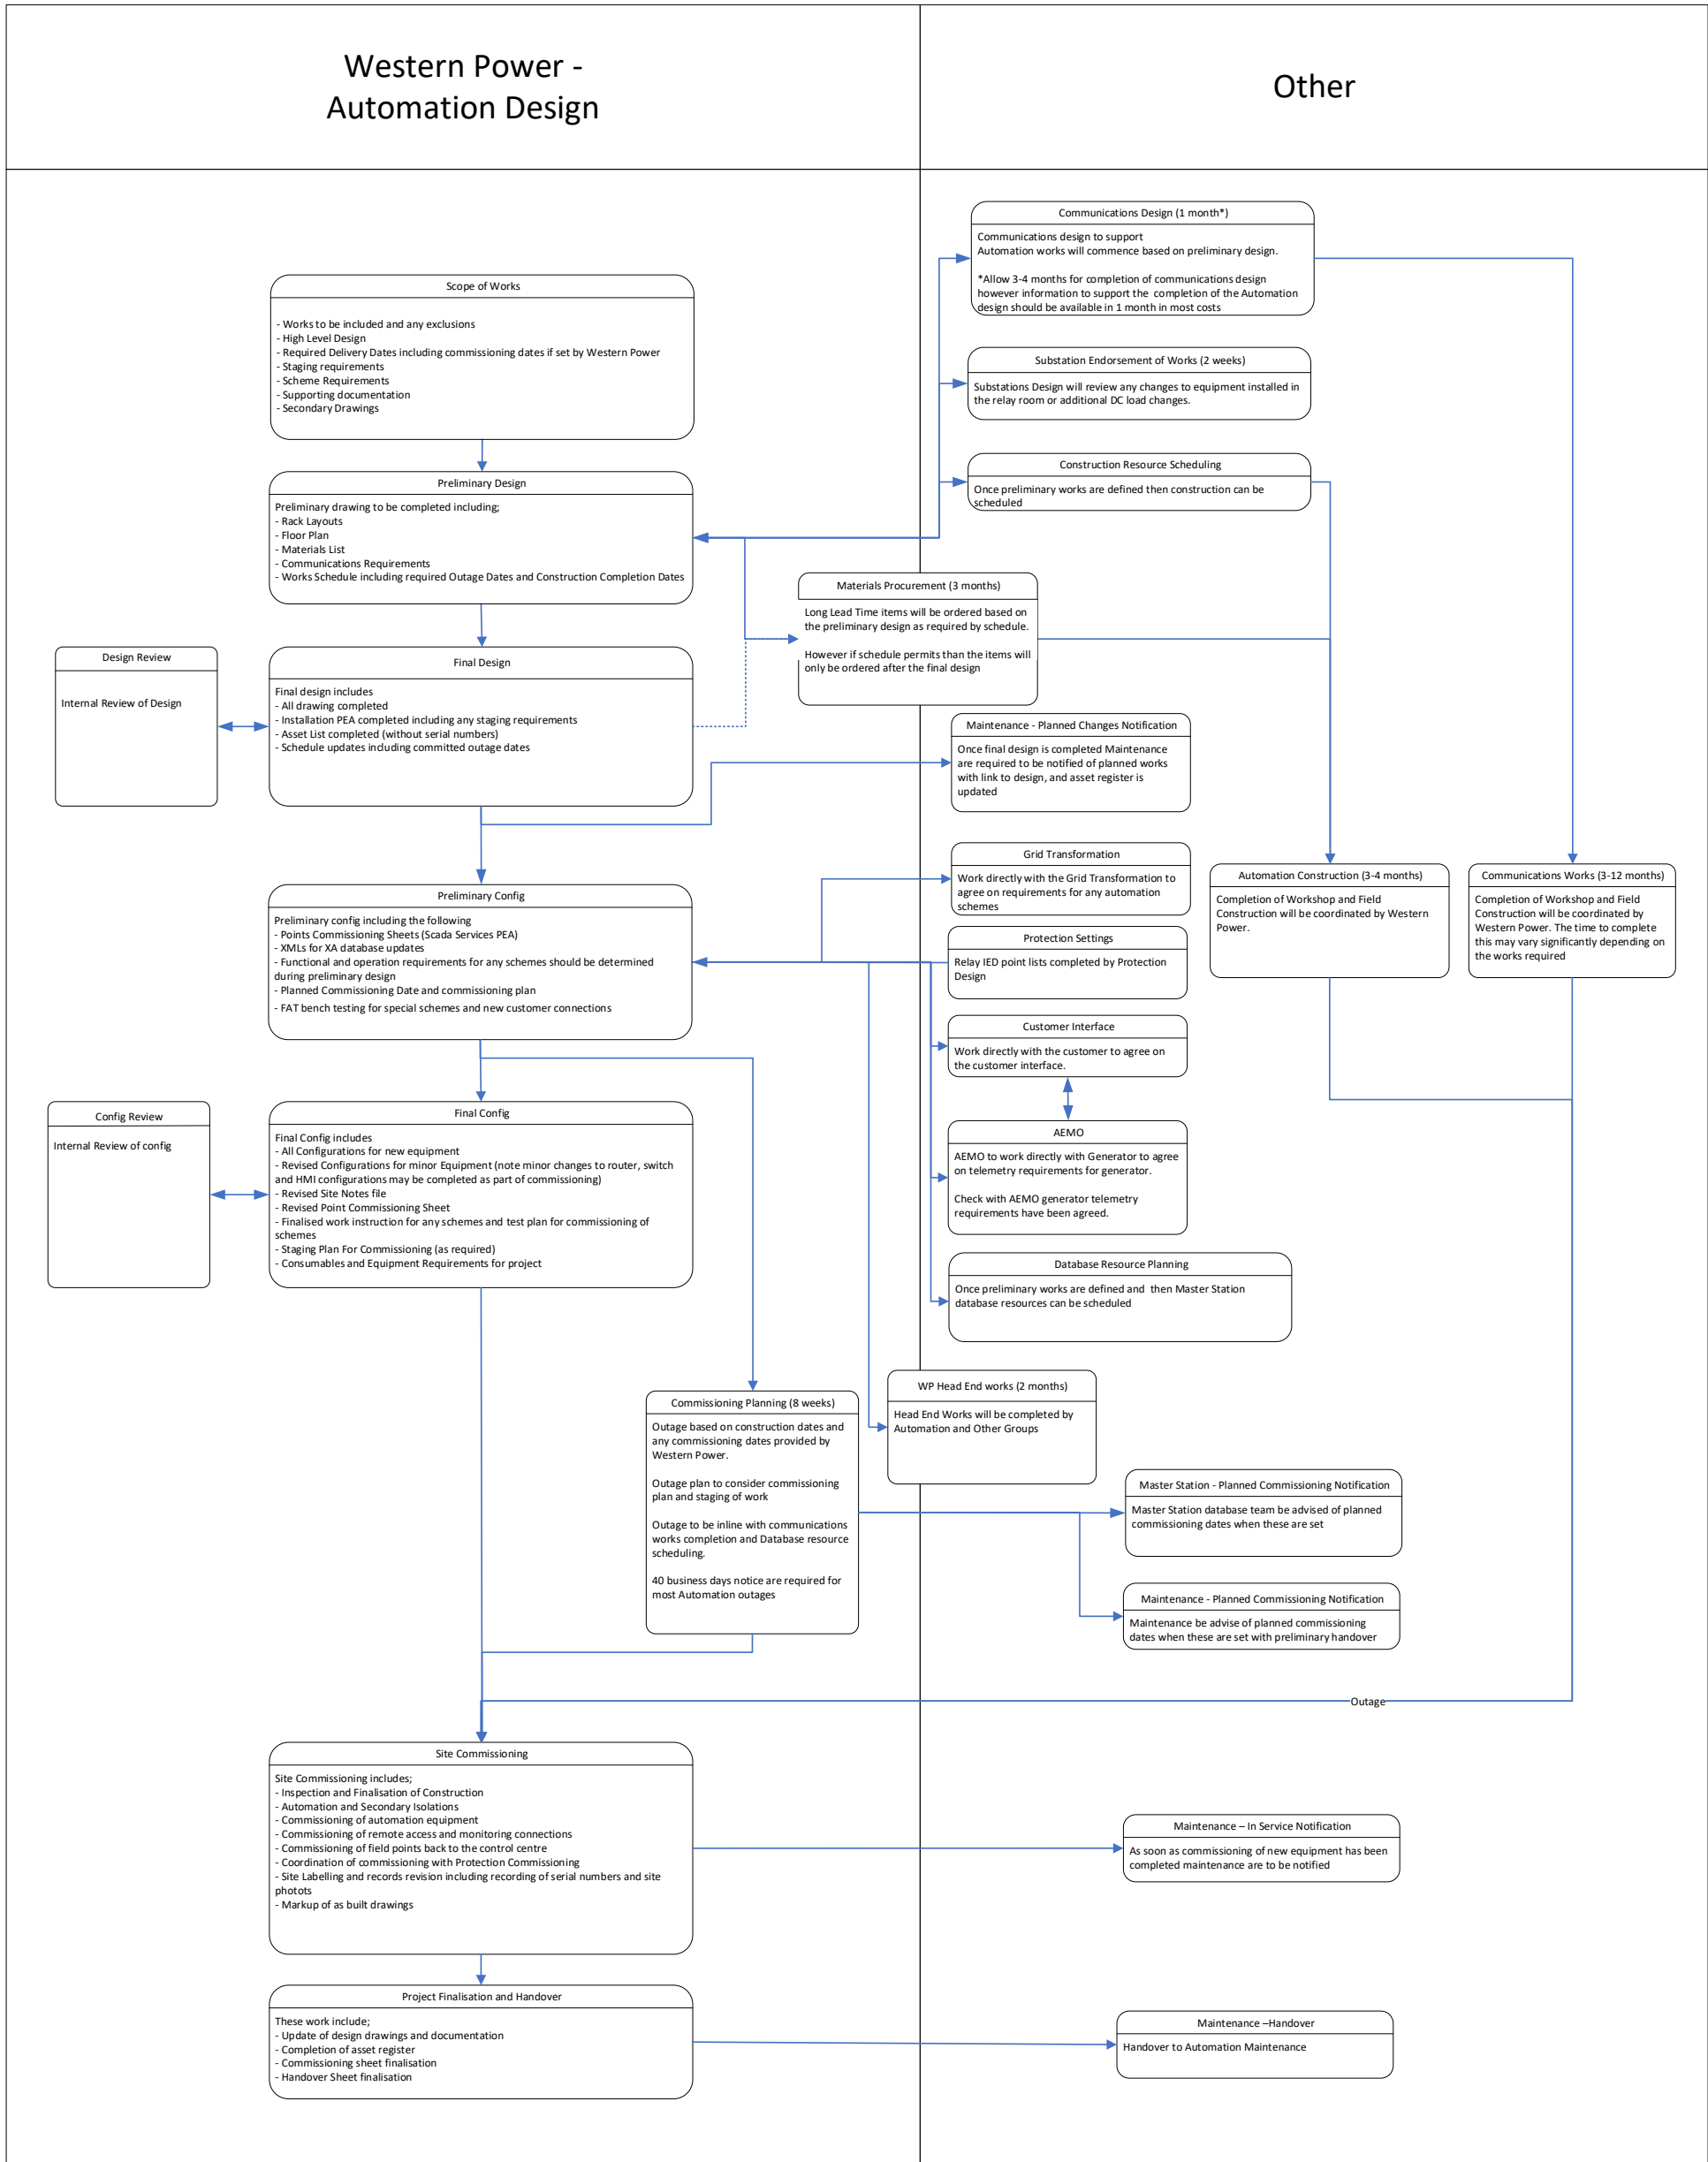 Western Power -
Automation Design
Other
Communications Design (1 month*)
Communications design to support
Automation works will commence based on preliminary design.
*Allow 3-4 months for completion of communications design
however information to support the  completion of the Automation
design should be available in 1 month in most costs
Scope of Works
- Works to be included and any exclusions
- High Level Design
- Required Delivery Dates including commissioning dates if set by Western Power
- Staging requirements
- Scheme Requirements
- Supporting documentation
- Secondary Drawings
Substation Endorsement of Works (2 weeks)
Substations Design will review any changes to equipment installed in
the relay room or additional DC load changes.
Construction Resource Scheduling
Once preliminary works are defined then construction can be
scheduled
Preliminary Design
Preliminary drawing to be completed including;
- Rack Layouts
- Floor Plan
- Materials List
- Communications Requirements
- Works Schedule including required Outage Dates and Construction Completion Dates
Materials Procurement (3 months)
Long Lead Time items will be ordered based on
the preliminary design as required by schedule.
However if schedule permits than the items will
only be ordered after the final design
Design Review
Internal Review of Design
Final Design
Final design includes
- All drawing completed
- Installation PEA completed including any staging requirements
- Asset List completed (without serial numbers)
- Schedule updates including committed outage dates
Maintenance - Planned Changes Notification
Once final design is completed Maintenance
are required to be notified of planned works
with link to design, and asset register is
updated
Grid Transformation
Work directly with the Grid Transformation to
agree on requirements for any automation
schemes
Automation Construction (3-4 months)
Completion of Workshop and Field
Construction will be coordinated by Western
Power.
Communications Works (3-12 months)
Completion of Workshop and Field
Construction will be coordinated by
Western Power. The time to complete
this may vary significantly depending on
the works required
Preliminary Config
Preliminary config including the following
- Points Commissioning Sheets (Scada Services PEA)
- XMLs for XA database updates
- Functional and operation requirements for any schemes should be determined
during preliminary design
- Planned Commissioning Date and commissioning plan
- FAT bench testing for special schemes and new customer connections
Protection Settings
Relay IED point lists completed by Protection
Design
Customer Interface
Work directly with the customer to agree on
the customer interface.
Config Review
Internal Review of config
Final Config
Final Config includes
- All Configurations for new equipment
- Revised Configurations for minor Equipment (note minor changes to router, switch
and HMI configurations may be completed as part of commissioning)
- Revised Site Notes file
- Revised Point Commissioning Sheet
- Finalised work instruction for any schemes and test plan for commissioning of
schemes
- Staging Plan For Commissioning (as required)
- Consumables and Equipment Requirements for project
AEMO
AEMO to work directly with Generator to agree
on telemetry requirements for generator.
Check with AEMO generator telemetry
requirements have been agreed.
Database Resource Planning
Once preliminary works are defined and  then Master Station
database resources can be scheduled
Commissioning Planning (8 weeks)
Outage based on construction dates and
any commissioning dates provided by
Western Power.
Outage plan to consider commissioning
plan and staging of work
Outage to be inline with communications
works completion and Database resource
scheduling.
40 business days notice are required for
most Automation outages
WP Head End works (2 months)
Head End Works will be completed by
Automation and Other Groups
Master Station - Planned Commissioning Notification
Master Station database team be advised of planned
commissioning dates when these are set
Maintenance - Planned Commissioning Notification
Maintenance be advise of planned commissioning
dates when these are set with preliminary handover
Outage
Site Commissioning
Site Commissioning includes;
- Inspection and Finalisation of Construction
- Automation and Secondary Isolations
- Commissioning of automation equipment
- Commissioning of remote access and monitoring connections
- Commissioning of field points back to the control centre
- Coordination of commissioning with Protection Commissioning
- Site Labelling and records revision including recording of serial numbers and site
photots
- Markup of as built drawings
Maintenance – In Service Notification
As soon as commissioning of new equipment has been
completed maintenance are to be notified
Project Finalisation and Handover
These work include;
- Update of design drawings and documentation
- Completion of asset register
- Commissioning sheet finalisation
- Handover Sheet finalisation
Maintenance –Handover
Handover to Automation Maintenance